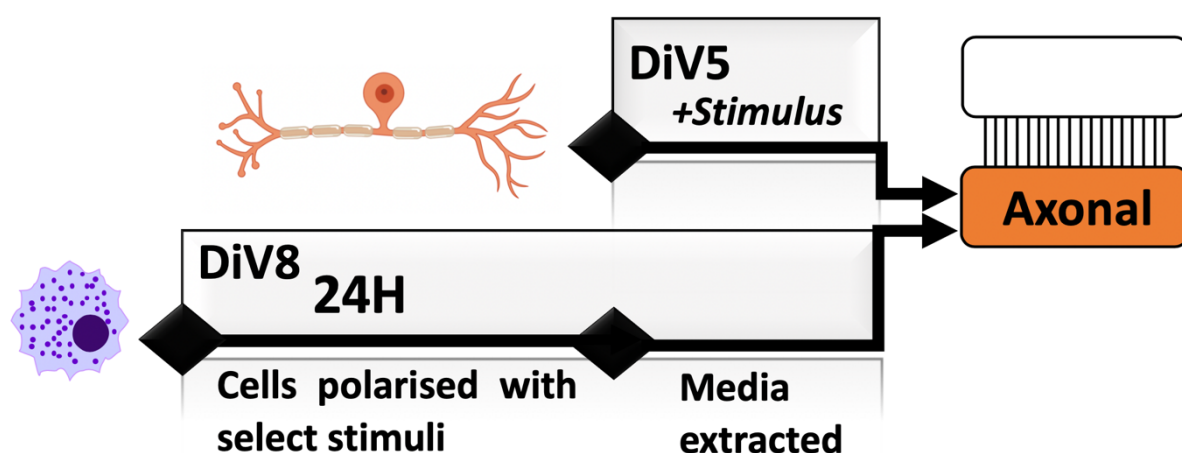 DiV5
+Stimulus
Axonal
DiV8
24H
Cells polarised with
select stimuli
Media
extracted